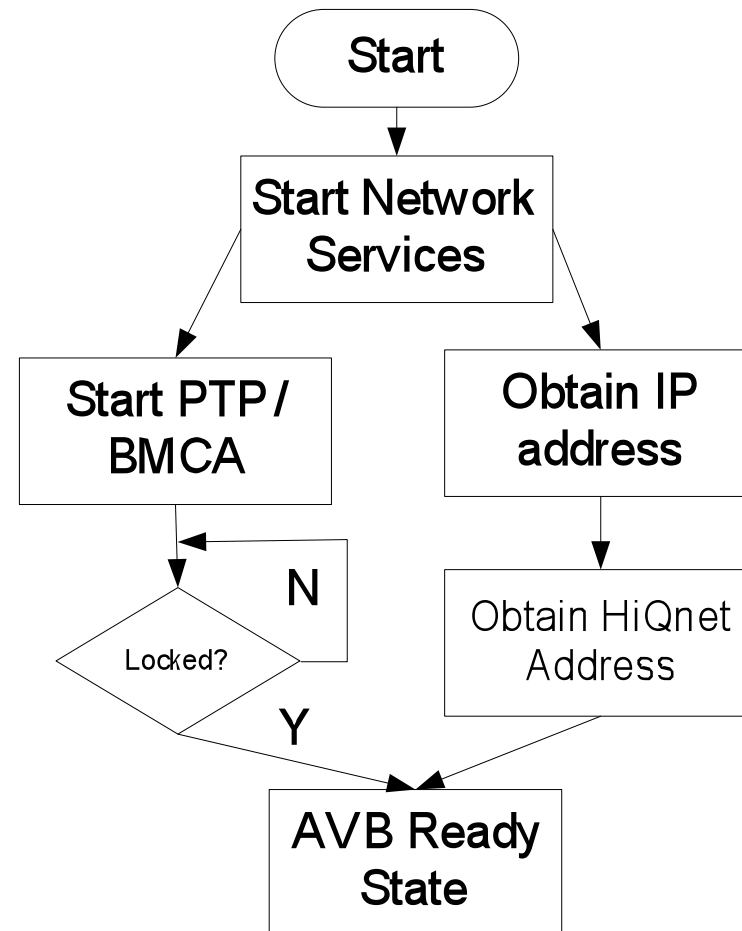 Start
Start Network
Services
Start PTP/
BMCA
Obtain IP
address
N
Obtain HiQnet
Address
Locked?
Y
AVB Ready
State